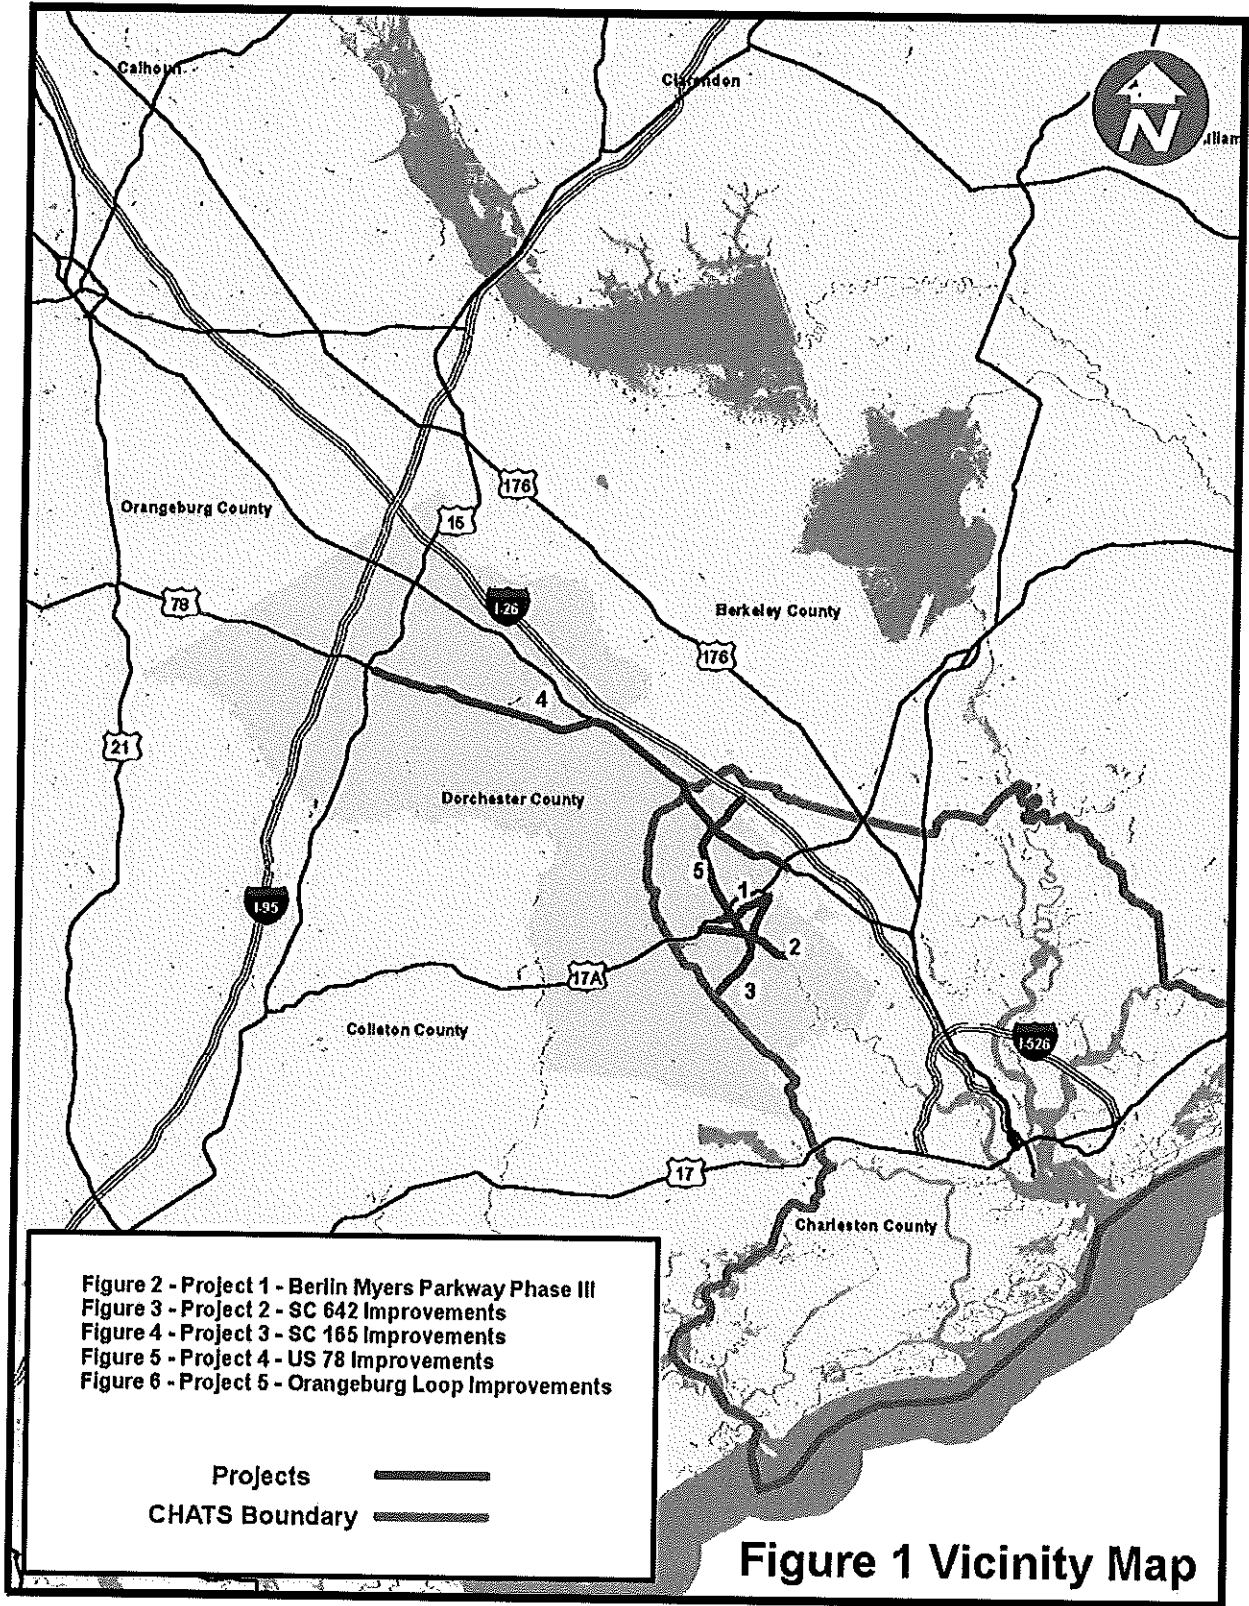 Calhoun
Clarendon
N
176
Orangeburg County
15
78
I-26
Berkeley County
176
4
21
Dorchester County
5
1
I-95
2
17A
3
Colleton County
I-526
17
Charleston County
Figure 2 - Project 1 - Berlin Myers Parkway Phase III
Figure 3 - Project 2 - SC 642 Improvements
Figure 4 - Project 3 - SC 165 Improvements
Figure 5 - Project 4 - US 78 Improvements
Figure 6 - Project 5 - Orangeburg Loop Improvements
Projects
CHATS Boundary
Figure 1 Vicinity Map